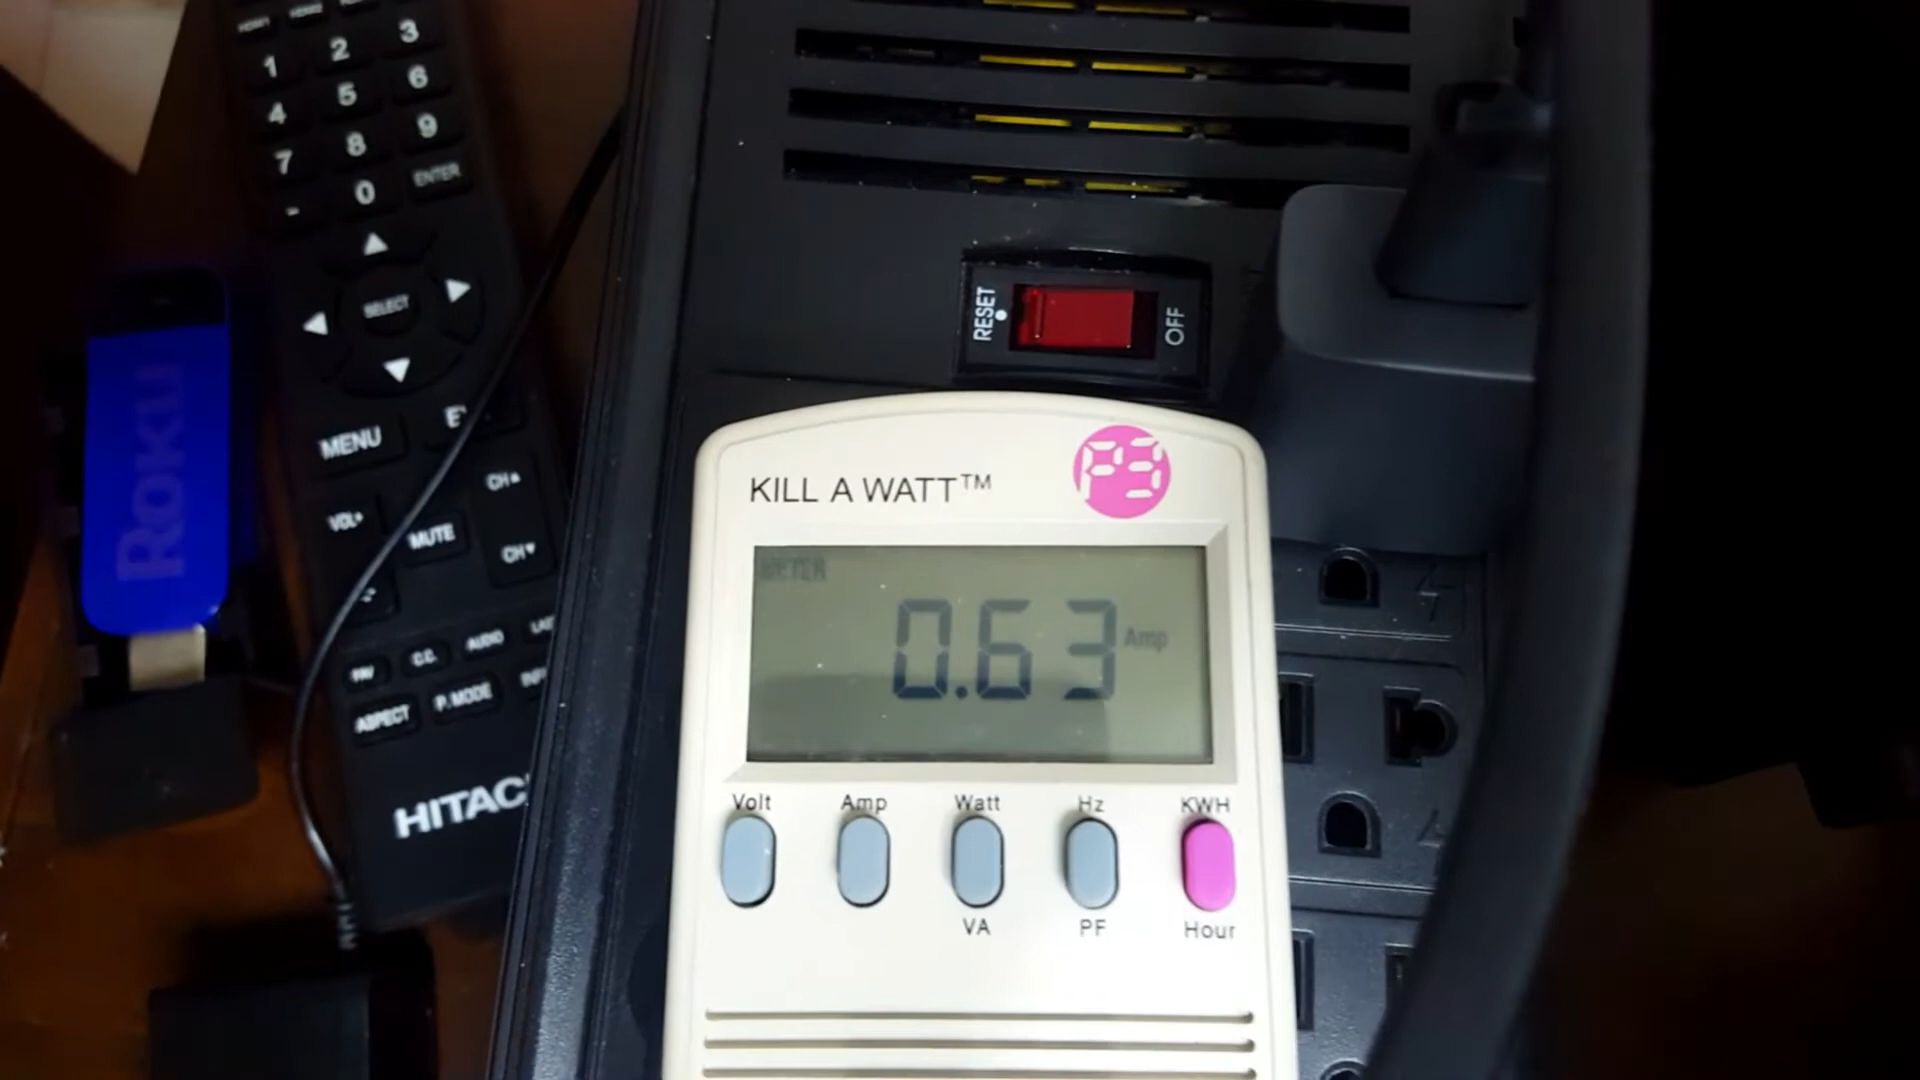 1 2 3
4 5 6
7 8 9
- 0 ENTER
SELECT
MENU
VOL+
MUTE
CH▲
CH▼
FAV C.C. AUDIO
ASPECT P.MODE
HITAC
Roku
RESET
OFF
KILL A WATT™
P3
METER
0.63 Amp
Volt Amp Watt Hz KWH
VA PF Hour